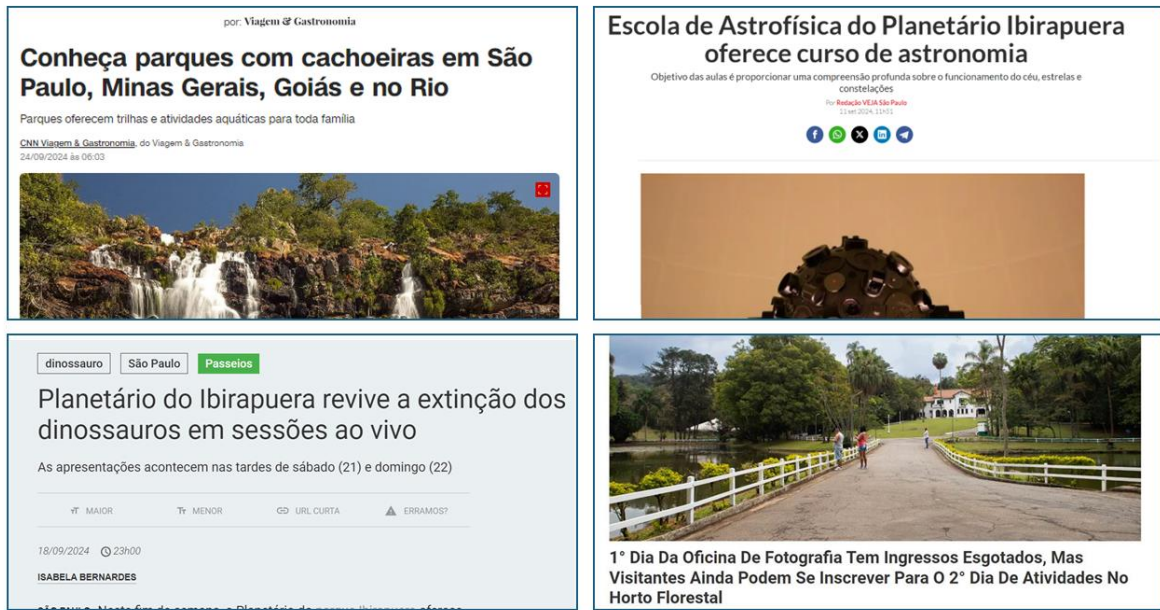 por: Viagem & Gastronomia
Conheça parques com cachoeiras em São
Paulo, Minas Gerais, Goiás e no Rio
Parques oferecem trilhas e atividades aquáticas para toda família
CNN Viagem & Gastronomia, do Viagem & Gastronomia
24/09/2024 às 06:03
Escola de Astrofísica do Planetário Ibirapuera
oferece curso de astronomia
Objetivo das aulas é proporcionar uma compreensão profunda sobre o funcionamento do céu, estrelas e
constelações
Por Redação VEJA São Paulo
11 set 2024, 11h51
dinossauro São Paulo Passeios
Planetário do Ibirapuera revive a extinção dos
dinossauros em sessões ao vivo
As apresentações acontecem nas tardes de sábado (21) e domingo (22)
MAIOR MENOR URL CURTA ERRAMOS?
18/09/2024 23h00
ISABELA BERNARDES
1° Dia Da Oficina De Fotografia Tem Ingressos Esgotados, Mas
Visitantes Ainda Podem Se Inscrever Para O 2° Dia De Atividades No
Horto Florestal